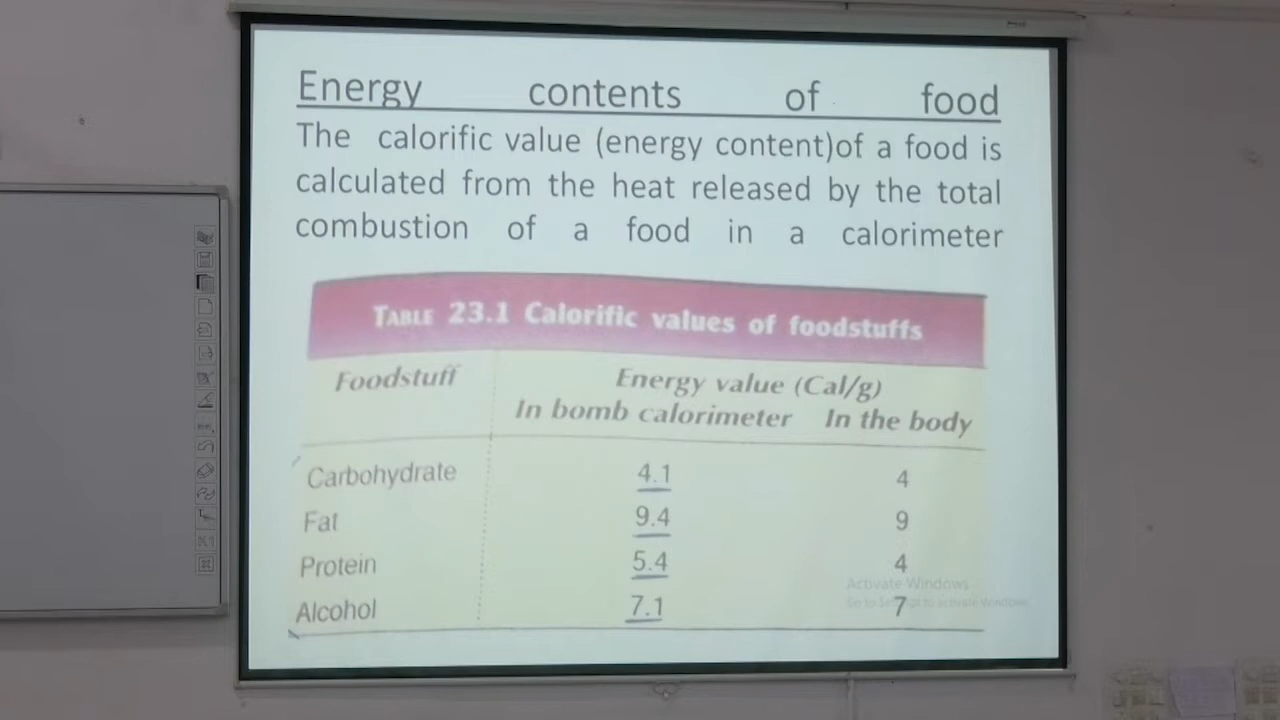 Energy contents of food
The calorific value (energy content)of a food is
calculated from the heat released by the total
combustion of a food in a calorimeter
TABLE 23.1 Calorific values of foodstuffs
Foodstuff Energy value (Cal/g)
In bomb calorimeter In the body
Carbohydrate 4.1 4
Fat 9.4 9
Protein 5.4 4
Alcohol 7.1 7
Activate Windows